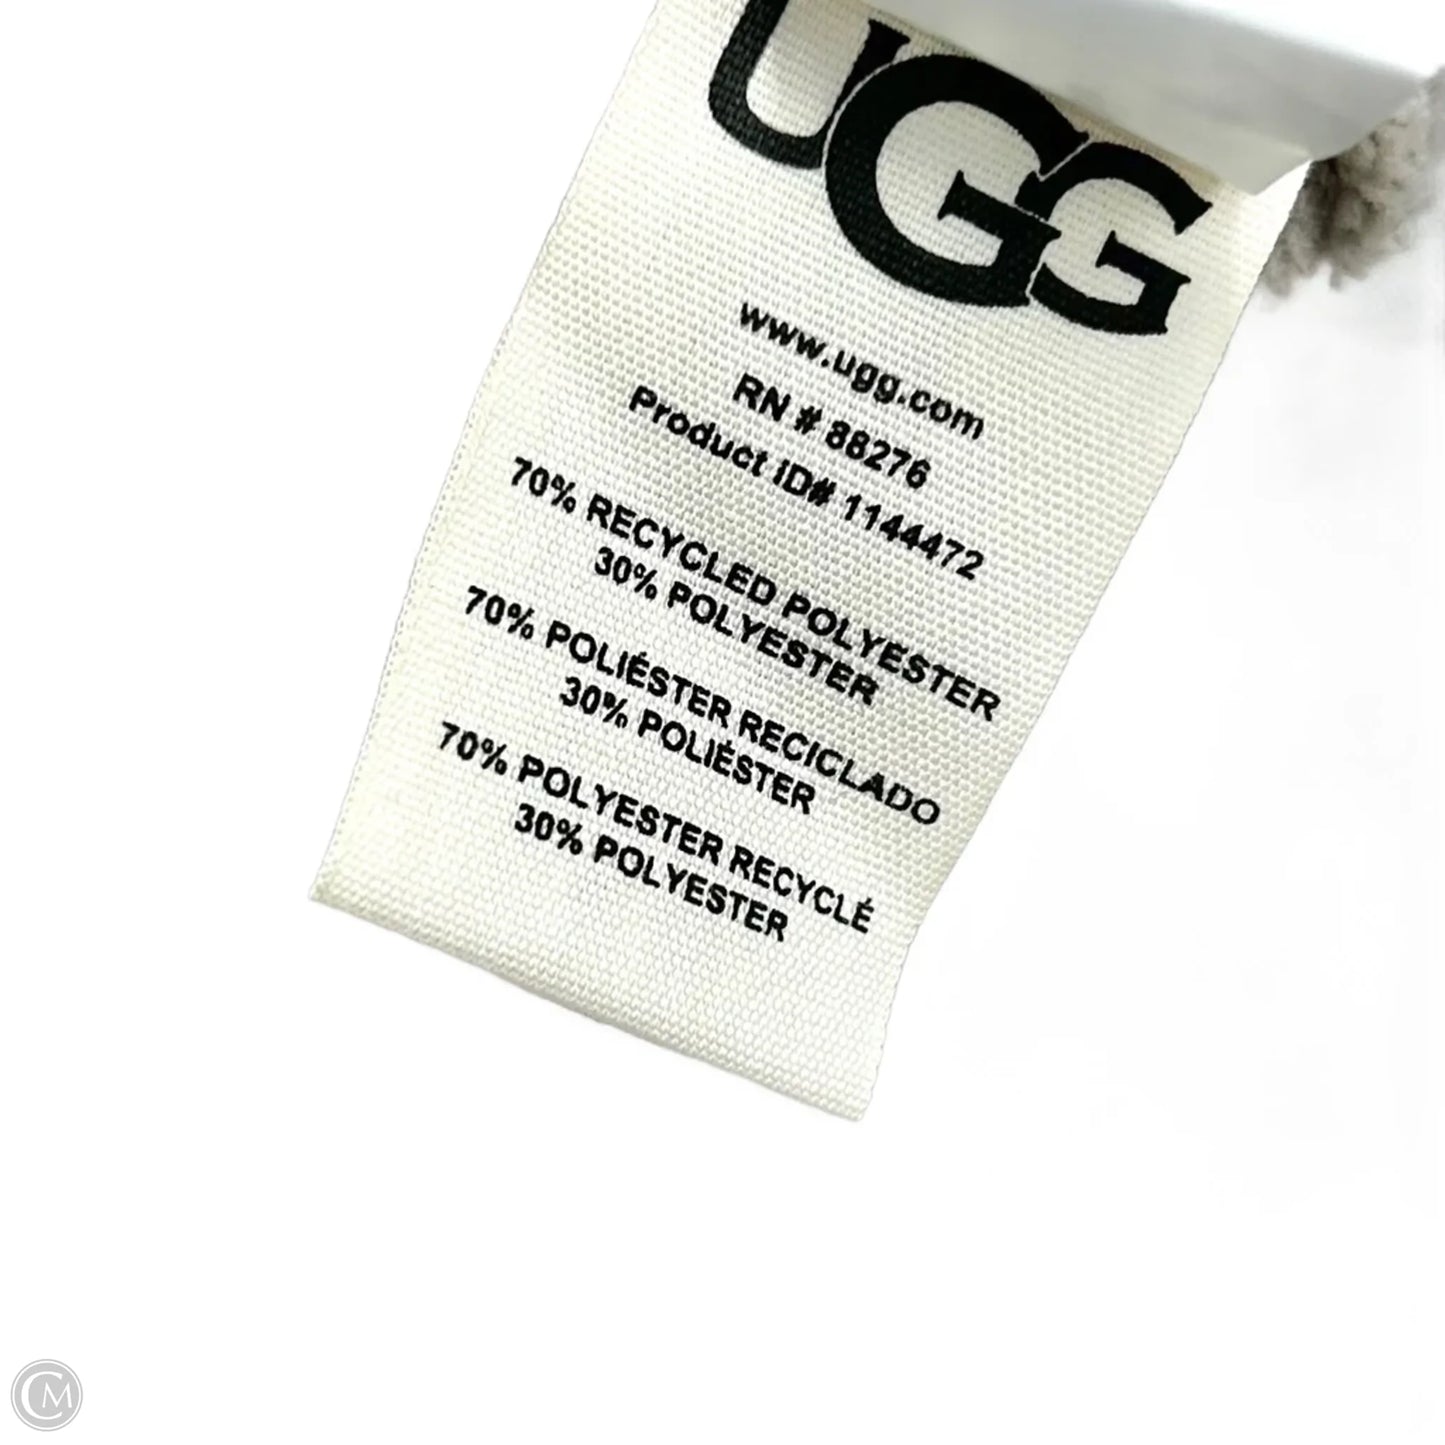 UGG
www.ugg.com
RN # 88276
Product ID# 1144472
70% RECYCLED POLYESTER
30% POLYESTER
70% POLIÉSTER RECICLADO
30% POLIÉSTER
70% POLYESTER RECYCLÉ
30% POLYESTER
CM